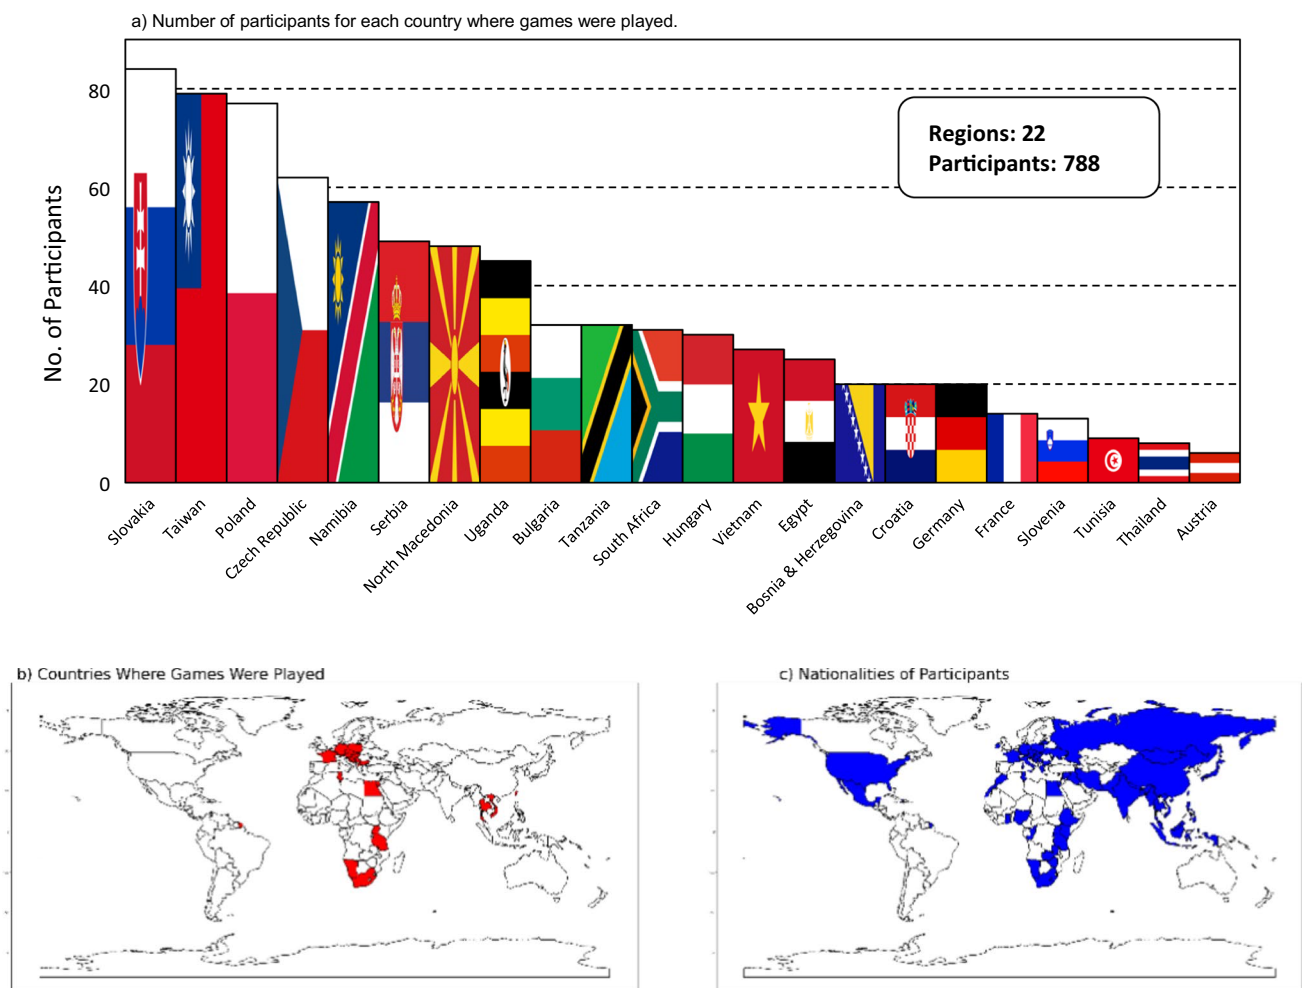 a) Number of participants for each country where games were played.
No. of Participants
80
60
40
20
0
Regions: 22
Participants: 788
Slovakia
Taiwan
Poland
Czech Republic
Namibia
Serbia
North Macedonia
Uganda
Bulgaria
Tanzania
South Africa
Hungary
Vietnam
Egypt
Bosnia & Herzegovina
Croatia
Germany
France
Slovenia
Tunisia
Thailand
Austria
b) Countries Where Games Were Played
c) Nationalities of Participants